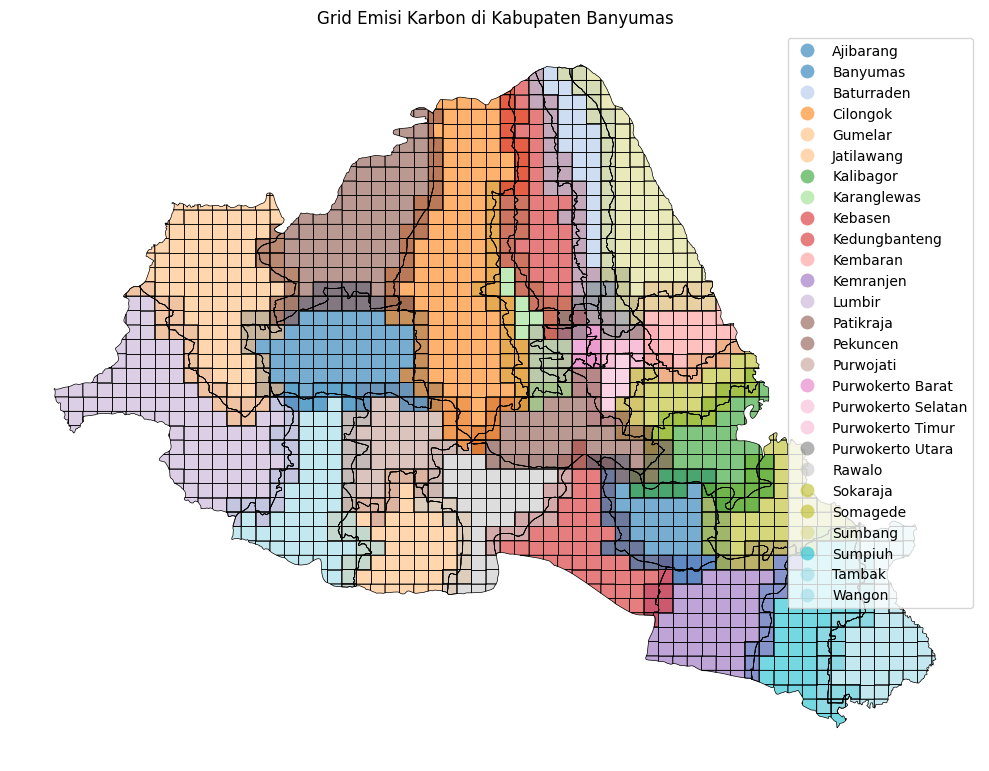 Grid Emisi Karbon di Kabupaten Banyumas
Ajibarang
Banyumas
Baturraden
Cilongok
Gumelar
Jatilawang
Kalibagor
Karanglewas
Kebasen
Kedungbanteng
Kembaran
Kemranjen
Lumbir
Patikraja
Pekuncen
Purwojati
Purwokerto Barat
Purwokerto Selatan
Purwokerto Timur
Purwokerto Utara
Rawalo
Sokaraja
Somagede
Sumbang
Sumpiuh
Tambak
Wangon